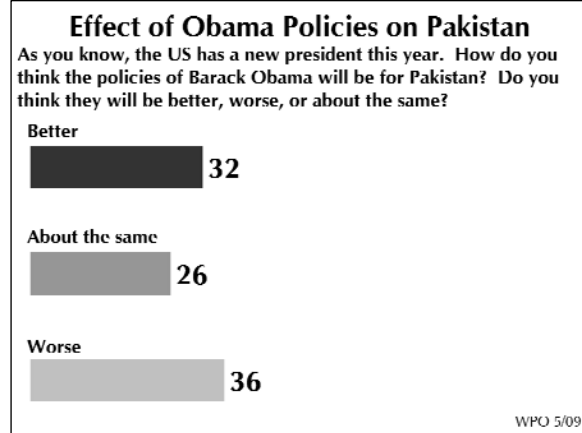 Effect of Obama Policies on Pakistan
As you know, the US has a new president this year. How do you
think the policies of Barack Obama will be for Pakistan? Do you
think they will be better, worse, or about the same?
Better
32
About the same
26
Worse
36
WPO 5/09